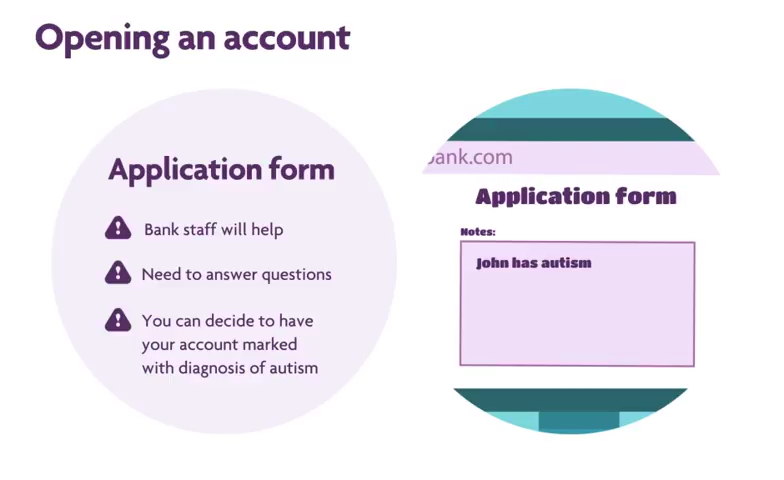 Opening an account
Application form
Bank staff will help
Need to answer questions
You can decide to have
your account marked
with diagnosis of autism
bank.com
Application form
Notes:
John has autism